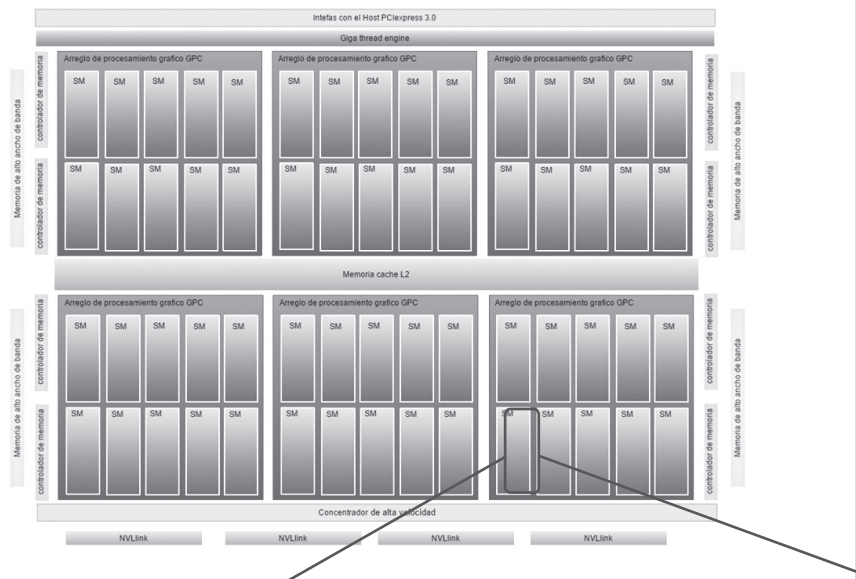 Intefas con el Host PCIexpress 3.0
Giga thread engine
Memoria de alto ancho de banda
controlador de memoria
controlador de memoria
Arreglo de procesamiento grafico GPC
SM SM SM SM SM
SM SM SM SM SM
Arreglo de procesamiento grafico GPC
SM SM SM SM SM
SM SM SM SM SM
Arreglo de procesamiento grafico GPC
SM SM SM SM SM
SM SM SM SM SM
controlador de memoria
controlador de memoria
Memoria de alto ancho de banda
Memoria cache L2
Memoria de alto ancho de banda
controlador de memoria
controlador de memoria
Arreglo de procesamiento grafico GPC
SM SM SM SM SM
SM SM SM SM SM
Arreglo de procesamiento grafico GPC
SM SM SM SM SM
SM SM SM SM SM
Arreglo de procesamiento grafico GPC
SM SM SM SM SM
SM SM SM SM SM
controlador de memoria
controlador de memoria
Memoria de alto ancho de banda
Concentrador de alta velocidad
NVLlink NVLlink NVLlink NVLlink